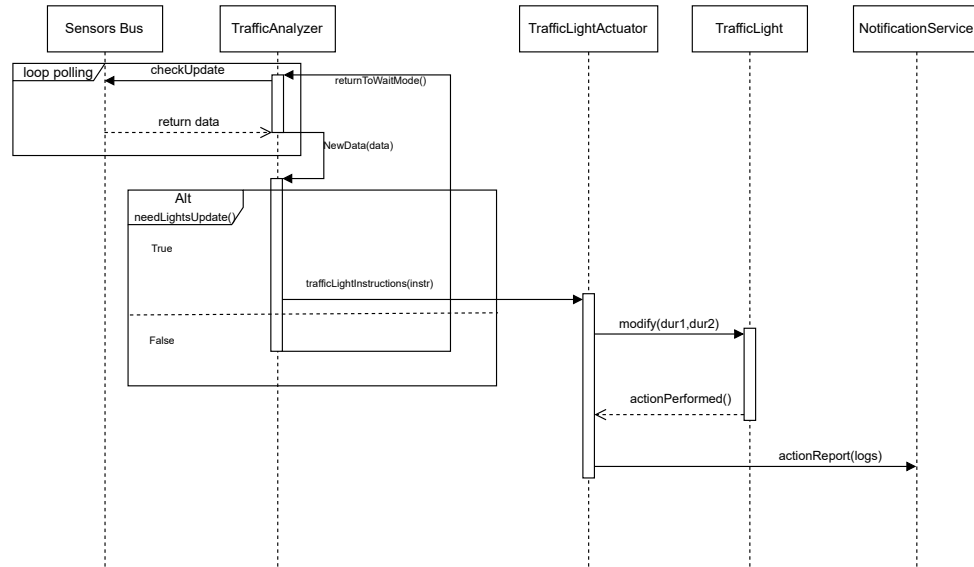 Sensors Bus
TrafficAnalyzer
TrafficLightActuator
TrafficLight
NotificationService
loop polling
checkUpdate
returnToWaitMode()
return data
NewData(data)
Alt
needLightsUpdate()
True
trafficLightInstructions(instr)
modify(dur1,dur2)
False
actionPerformed()
actionReport(logs)